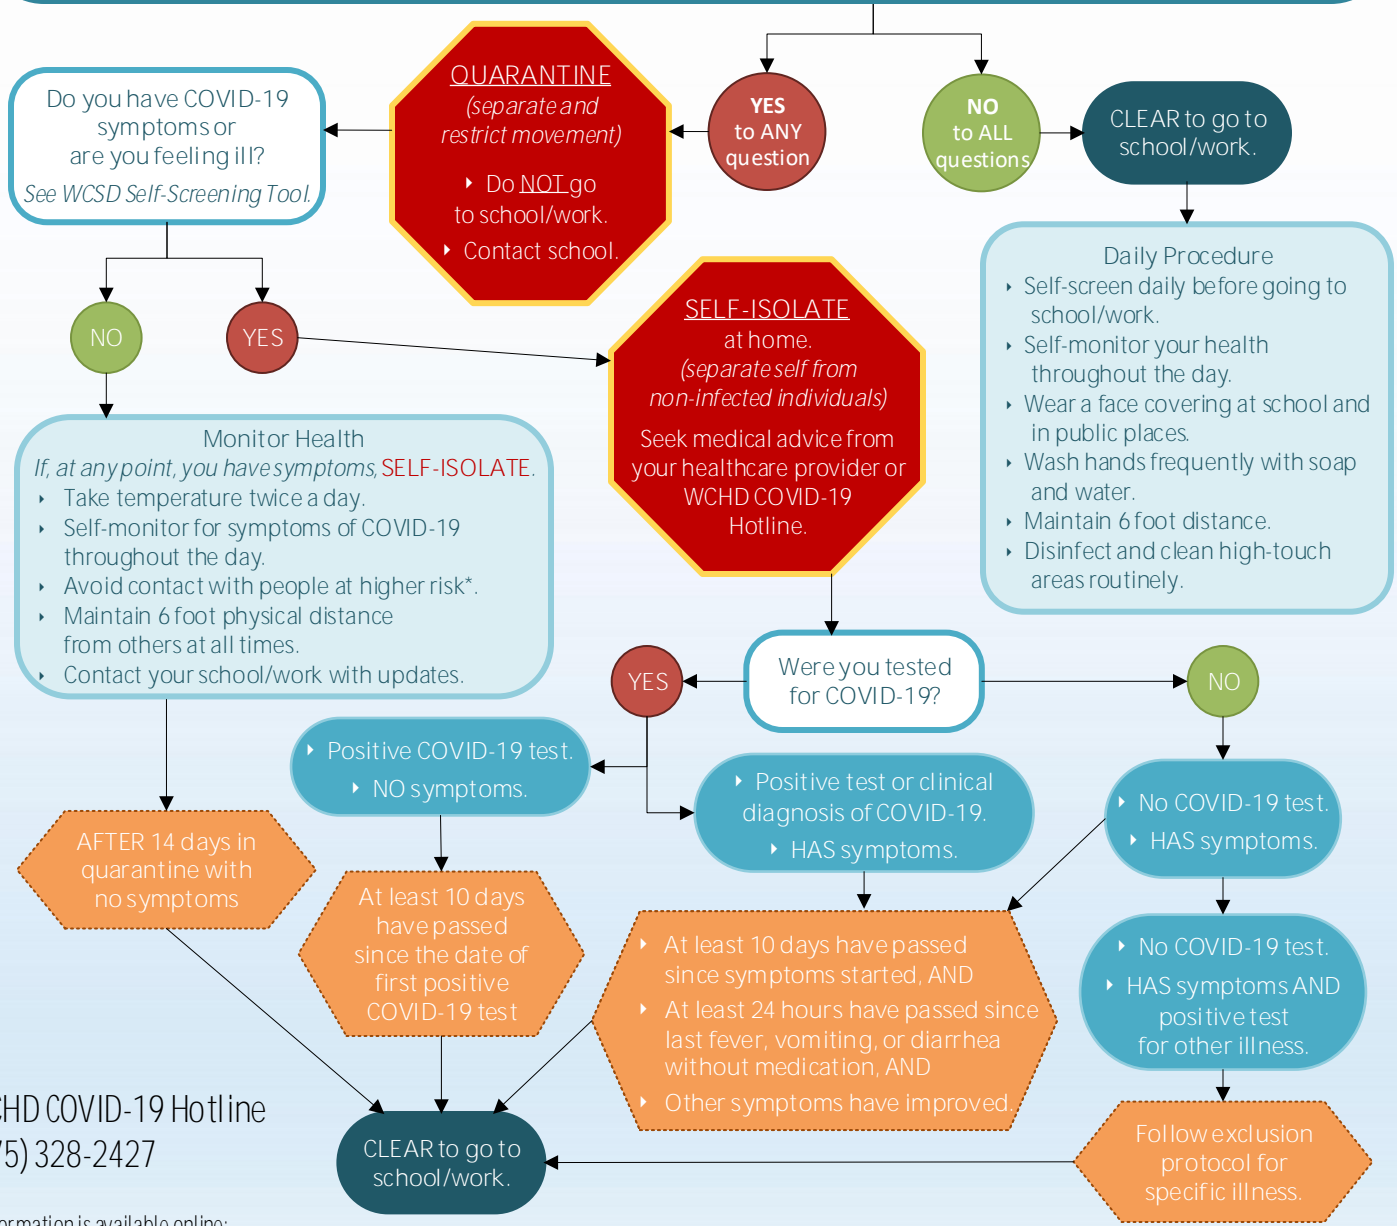 YES
to ANY
question
NO
to ALL
questions
CLEAR to go to
school/work.
QUARANTINE
(separate and
restrict movement)
‣ Do NOT go
to school/work.
‣ Contact school.
Do you have COVID-19
symptoms or
are you feeling ill?
See WCSD Self-Screening Tool.
Daily Procedure
‣ Self-screen daily before going to
school/work.
‣ Self-monitor your health
throughout the day.
‣ Wear a face covering at school and
in public places.
‣ Wash hands frequently with soap
and water.
‣ Maintain 6 foot distance.
‣ Disinfect and clean high-touch
areas routinely.
NO
YES
SELF-ISOLATE
at home.
(separate self from
non-infected individuals)
Seek medical advice from
your healthcare provider or
WCHD COVID-19
Hotline.
Monitor Health
If, at any point, you have symptoms, SELF-ISOLATE.
‣ Take temperature twice a day.
‣ Self-monitor for symptoms of COVID-19
throughout the day.
‣ Avoid contact with people at higher risk*.
‣ Maintain 6 foot physical distance
from others at all times.
‣ Contact your school/work with updates.
Were you tested
for COVID-19?
YES
NO
‣ Positive COVID-19 test.
‣ NO symptoms.
‣ Positive test or clinical
diagnosis of COVID-19.
‣ HAS symptoms.
‣ No COVID-19 test.
‣ HAS symptoms.
AFTER 14 days in
quarantine with
no symptoms
At least 10 days
have passed
since the date of
first positive
COVID-19 test
‣ At least 10 days have passed
since symptoms started, AND
‣ At least 24 hours have passed since
last fever, vomiting, or diarrhea
without medication, AND
‣ Other symptoms have improved.
‣ No COVID-19 test.
‣ HAS symptoms AND
positive test
for other illness.
Follow exclusion
protocol for
specific illness.
CLEAR to go to
school/work.
CHD COVID-19 Hotline
75) 328-2427
ormation is available online: